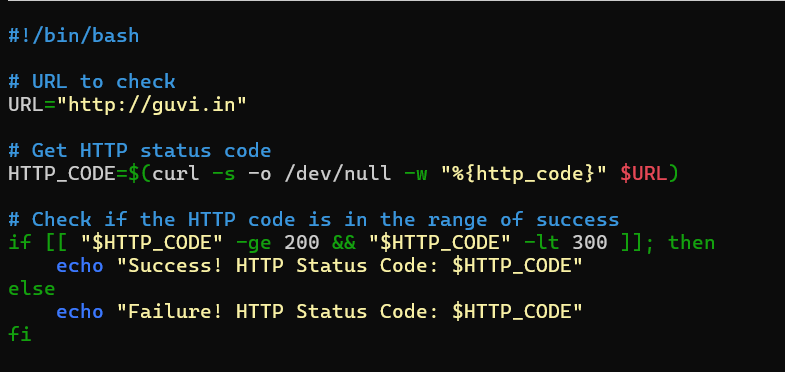 #!/bin/bash
# URL to check
URL="http://guvi.in"
# Get HTTP status code
HTTP_CODE=$(curl -s -o /dev/null -w "%{http_code}" $URL)
# Check if the HTTP code is in the range of success
if [[ "$HTTP_CODE" -ge 200 && "$HTTP_CODE" -lt 300 ]]; then
    echo "Success! HTTP Status Code: $HTTP_CODE"
else
    echo "Failure! HTTP Status Code: $HTTP_CODE"
fi